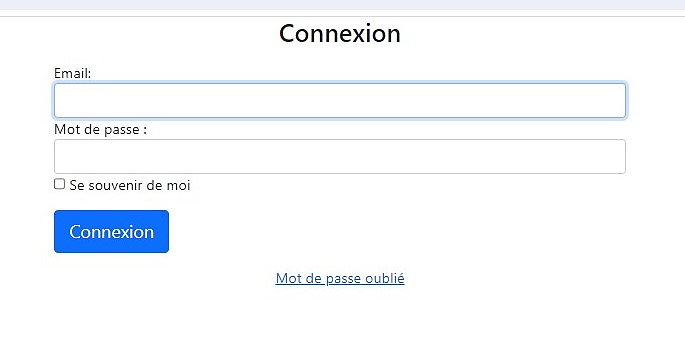 Connexion
Email:
Mot de passe :
Se souvenir de moi
Connexion
Mot de passe oublié